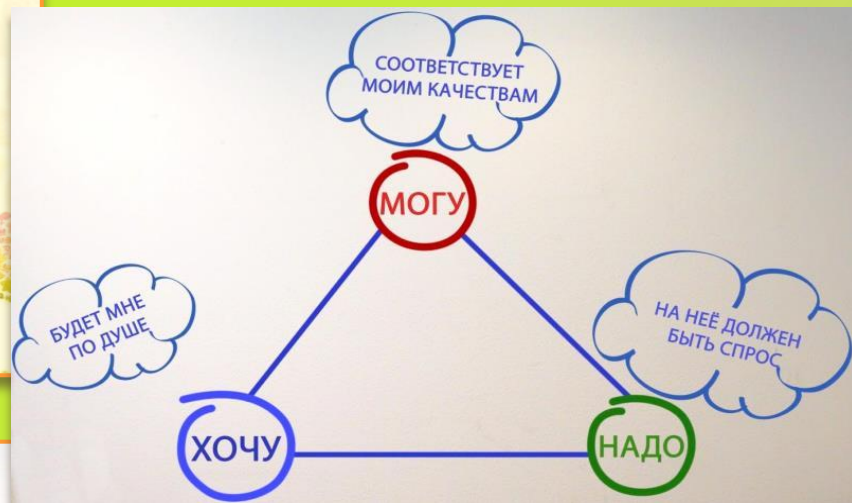 СООТВЕТСТВУЕТ
МОИМ КАЧЕСТВАМ
МОГУ
БУДЕТ МНЕ
ПО ДУШЕ
НА НЕЁ ДОЛЖЕН
БЫТЬ СПРОС
ХОЧУ
НАДО